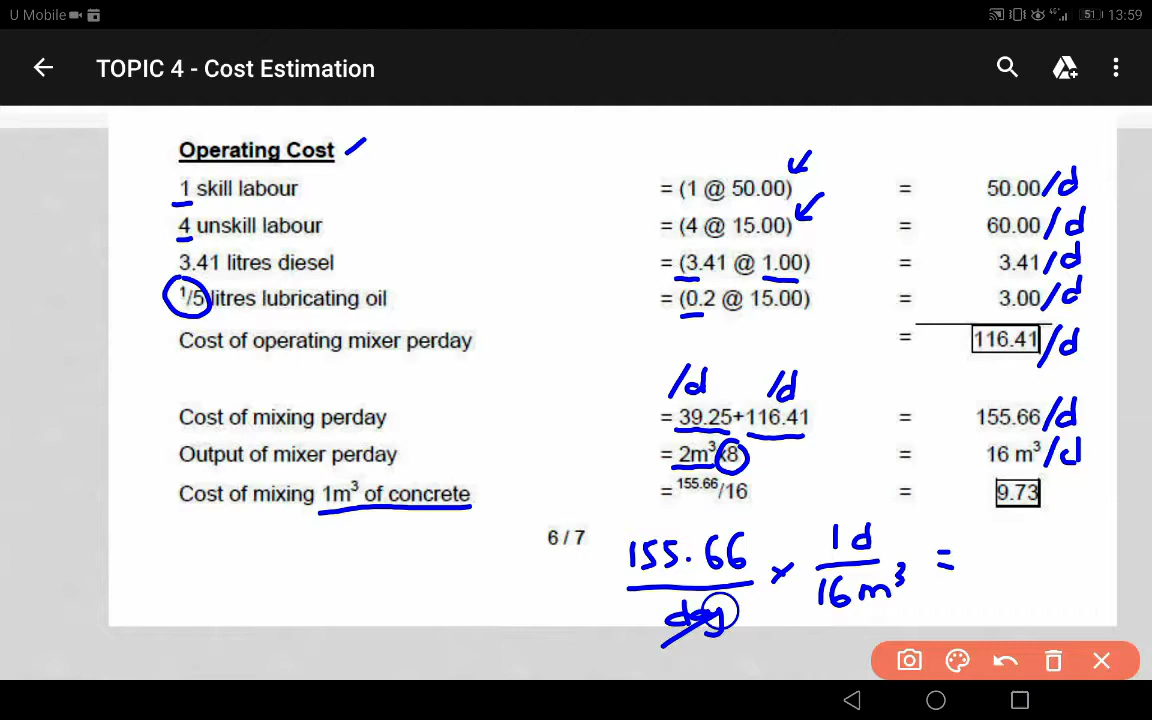 U Mobile 51 13:59
TOPIC 4 - Cost Estimation
Operating Cost
1 skill labour = (1 @ 50.00) = 50.00 /d
4 unskill labour = (4 @ 15.00) = 60.00 /d
3.41 litres diesel = (3.41 @ 1.00) = 3.41 /d
1/5 litres lubricating oil = (0.2 @ 15.00) = 3.00 /d
Cost of operating mixer perday = 116.41 /d
/d /d
Cost of mixing perday = 39.25+116.41 = 155.66 /d
Output of mixer perday = 2m³x8 = 16 m³ /d
Cost of mixing 1m³ of concrete = 155.66/16 = 9.73
6 / 7
155.66/day × 1d/16m³ =